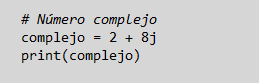 # Número complejo
complejo = 2 + 8j
print(complejo)